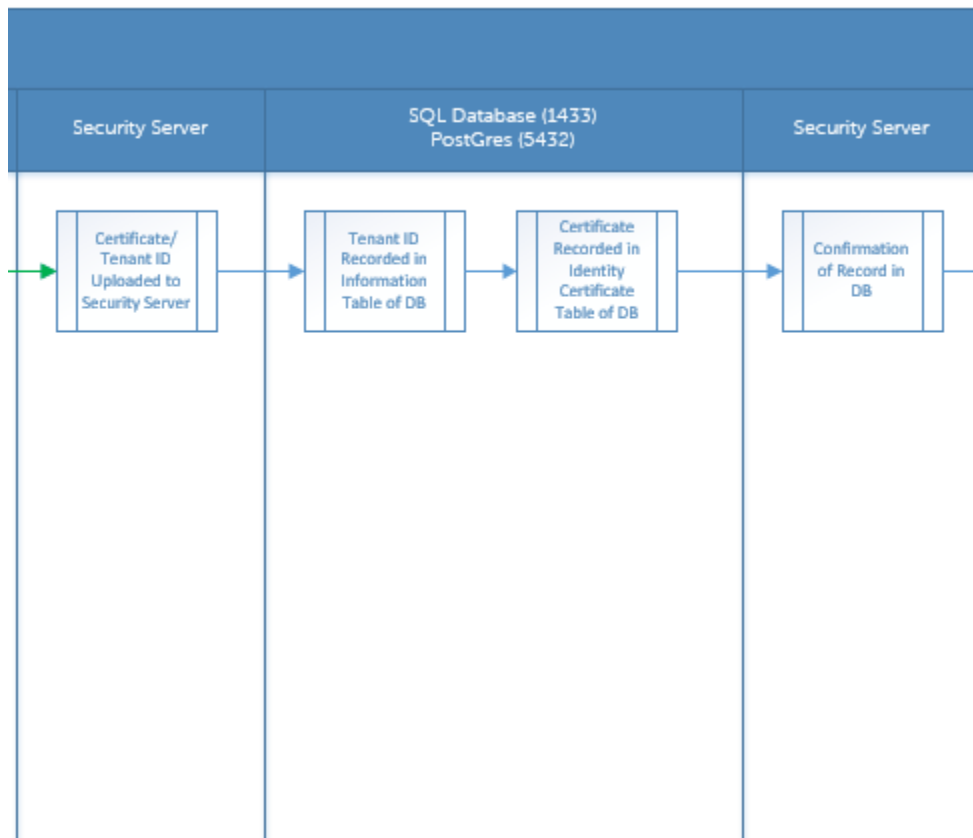 Security Server
SQL Database (1433)
PostGres (5432)
Security Server
Certificate/
Tenant ID
Uploaded to
Security Server
Tenant ID
Recorded in
Information
Table of DB
Certificate
Recorded in
Identity
Certificate
Table of DB
Confirmation
of Record in
DB